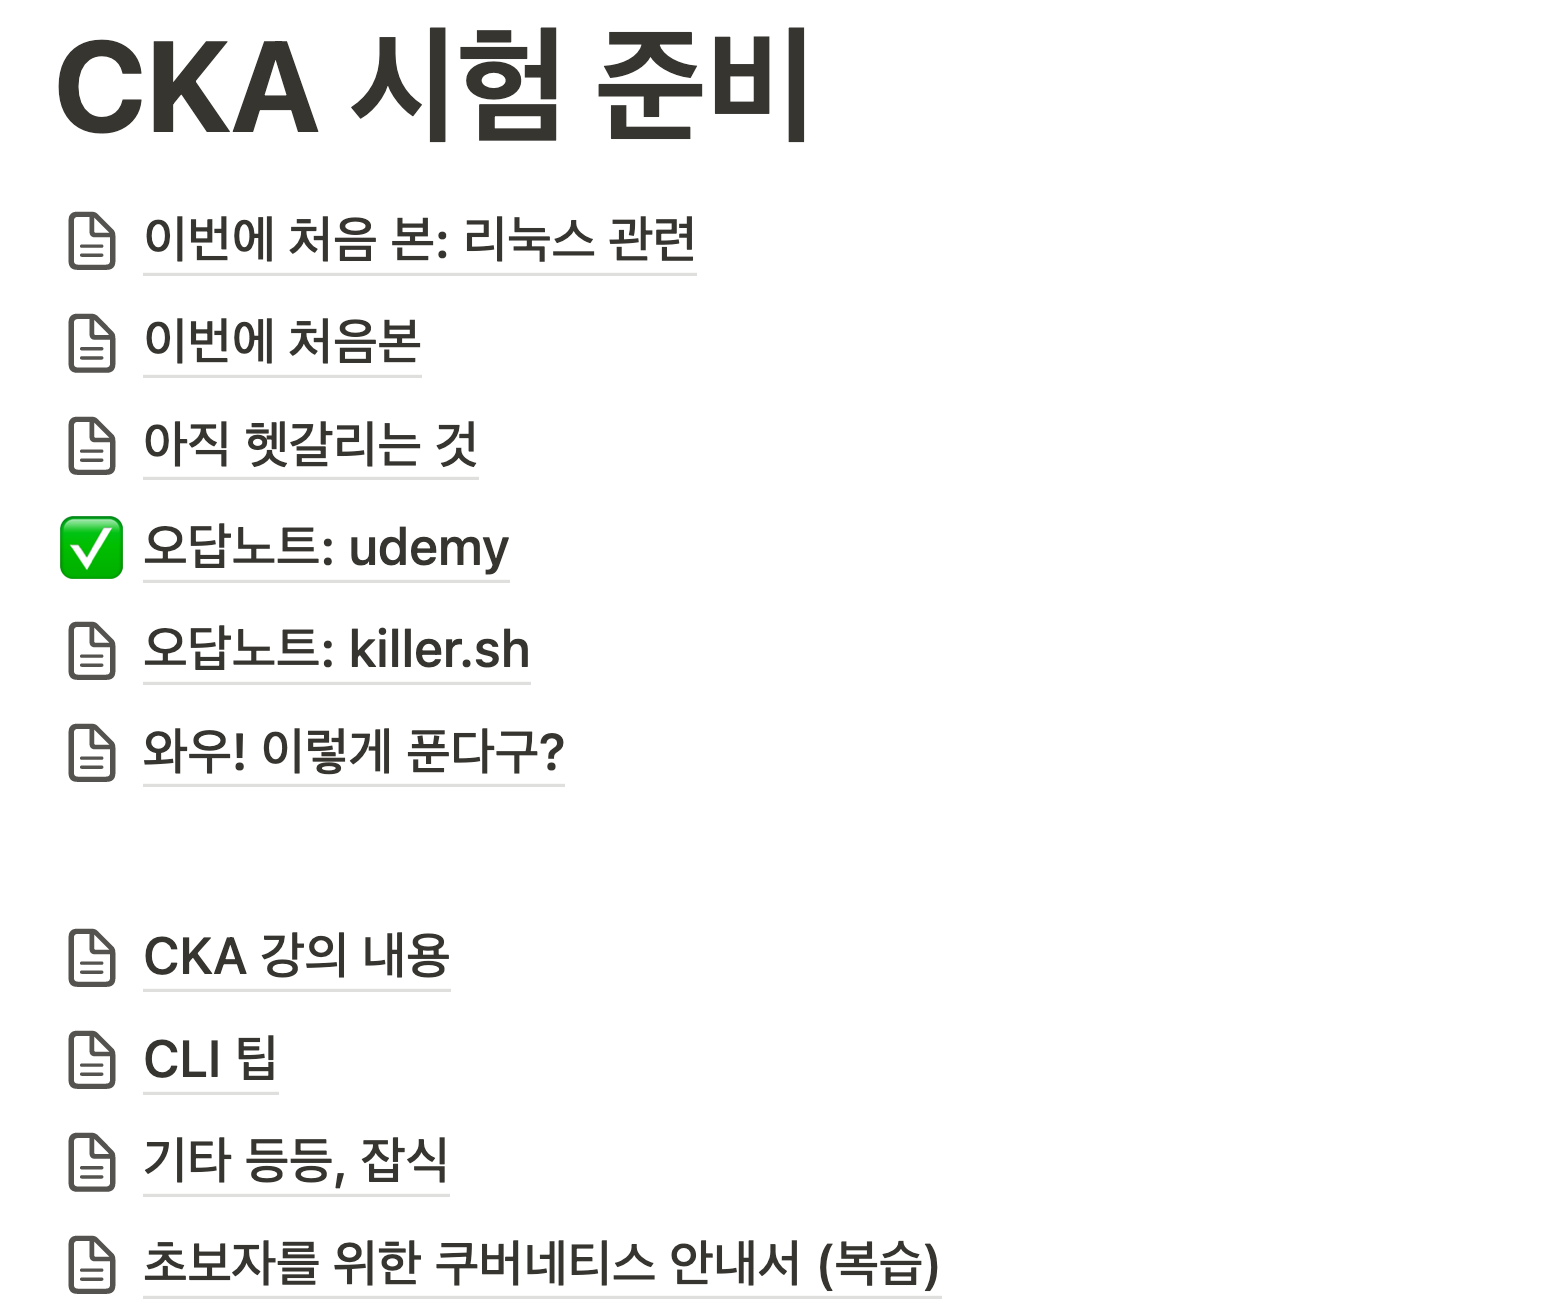 CKA 시험 준비
이번에 처음 본: 리눅스 관련
이번에 처음본
아직 헷갈리는 것
오답노트: udemy
오답노트: killer.sh
와우! 이렇게 푼다구?
CKA 강의 내용
CLI 팁
기타 등등, 잡식
초보자를 위한 쿠버네티스 안내서 (복습)